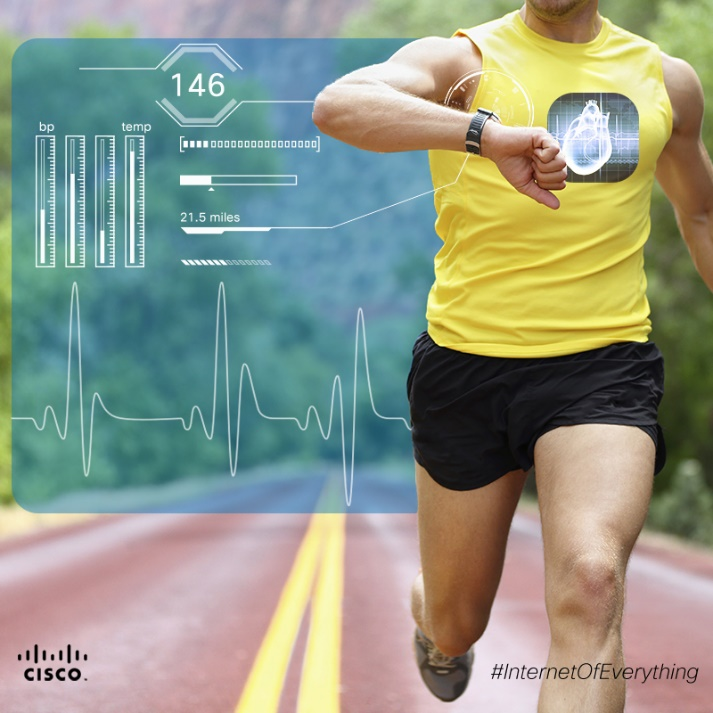 146
bp
temp
21.5 miles
CISCO.
#InternetOfEverything